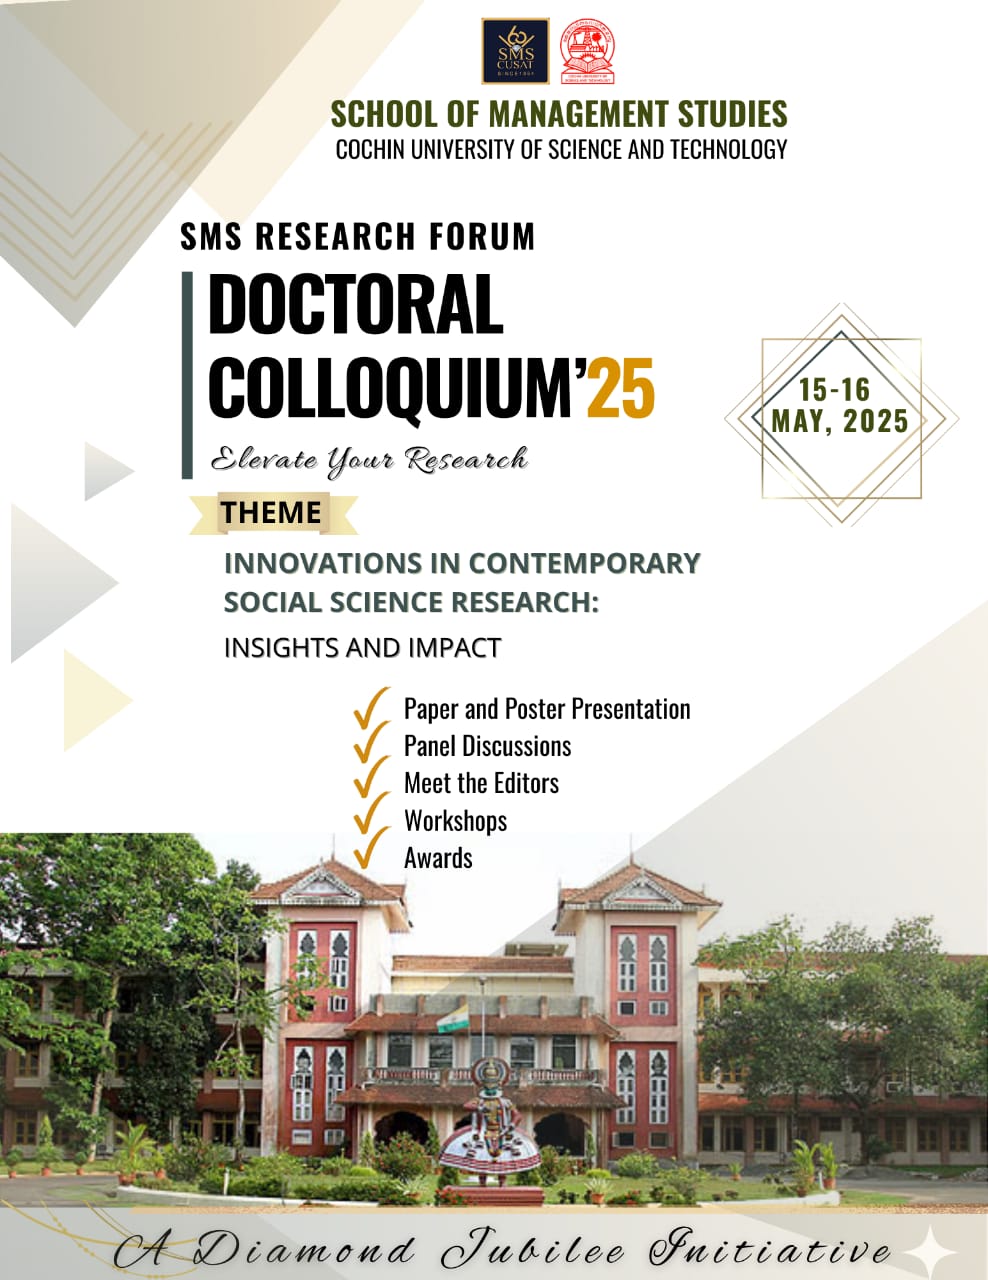 60
SMS
CUSAT
SCHOOL OF MANAGEMENT STUDIES
COCHIN UNIVERSITY OF SCIENCE AND TECHNOLOGY
SMS RESEARCH FORUM
DOCTORAL
COLLOQUIUM’25
Elevate Your Research
15-16
MAY, 2025
THEME
INNOVATIONS IN CONTEMPORARY
SOCIAL SCIENCE RESEARCH:
INSIGHTS AND IMPACT
Paper and Poster Presentation
Panel Discussions
Meet the Editors
Workshops
Awards
A Diamond Jubilee Initiative